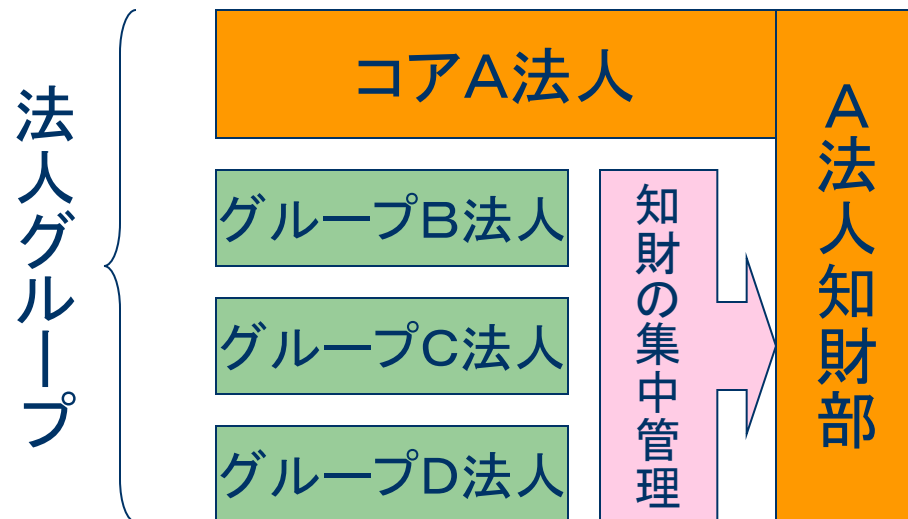 法人グループ
コアA法人
A法人知財部
グループB法人
グループC法人
グループD法人
知財の集中管理